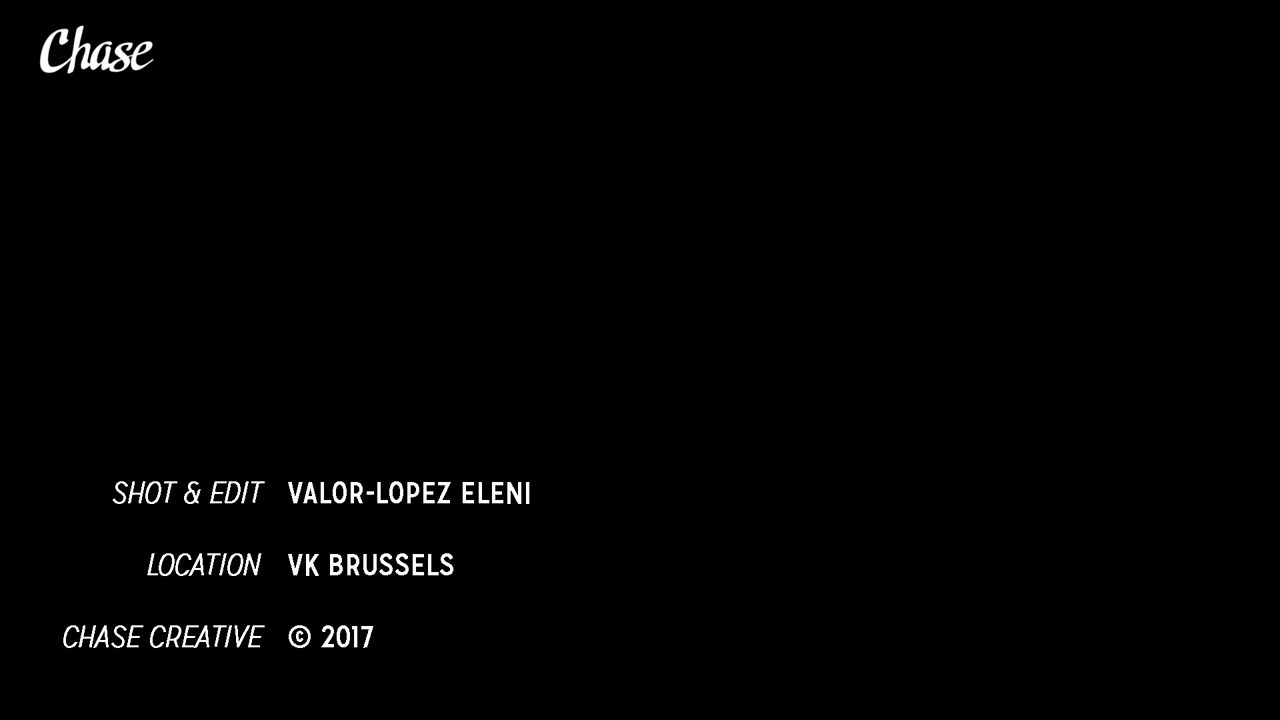 Chase
SHOT & EDIT VALOR-LOPEZ ELENI
LOCATION VK BRUSSELS
CHASE CREATIVE © 2017